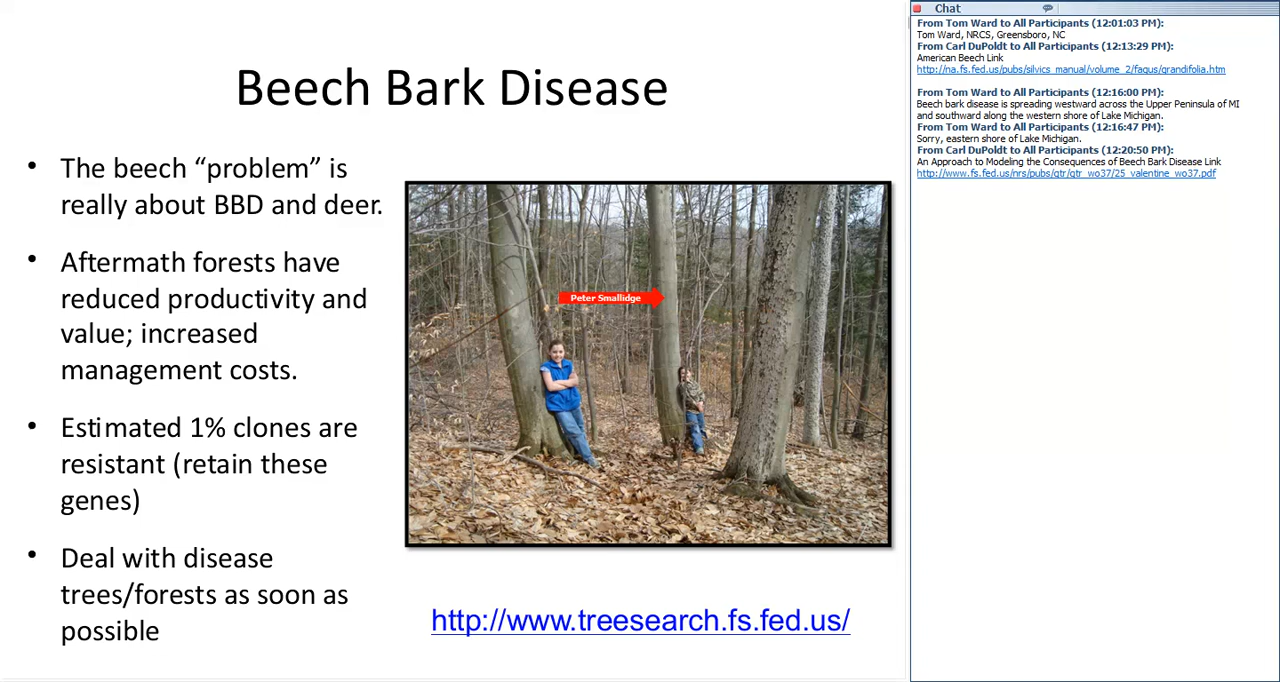 Beech Bark Disease
• The beech “problem” is
really about BBD and deer.
• Aftermath forests have
reduced productivity and
value; increased
management costs.
• Estimated 1% clones are
resistant (retain these
genes)
• Deal with disease
trees/forests as soon as
possible
Peter Smallidge
http://www.treesearch.fs.fed.us/
Chat
From Tom Ward to All Participants (12:01:03 PM):
Tom Ward, NRCS, Greensboro, NC
From Carl DuPoldt to All Participants (12:13:29 PM):
American Beech Link
http://na.fs.fed.us/pubs/silvics_manual/volume_2/fagus/grandifolia.htm
From Tom Ward to All Participants (12:16:00 PM):
Beech bark disease is spreading westward across the Upper Peninsula of MI
and southward along the western shore of Lake Michigan.
From Tom Ward to All Participants (12:16:47 PM):
Sorry, eastern shore of Lake Michigan.
From Carl DuPoldt to All Participants (12:20:50 PM):
An Approach to Modeling the Consequences of Beech Bark Disease Link
http://www.fs.fed.us/nrs/pubs/gtr/gtr_wo37/25_valentine_wo37.pdf